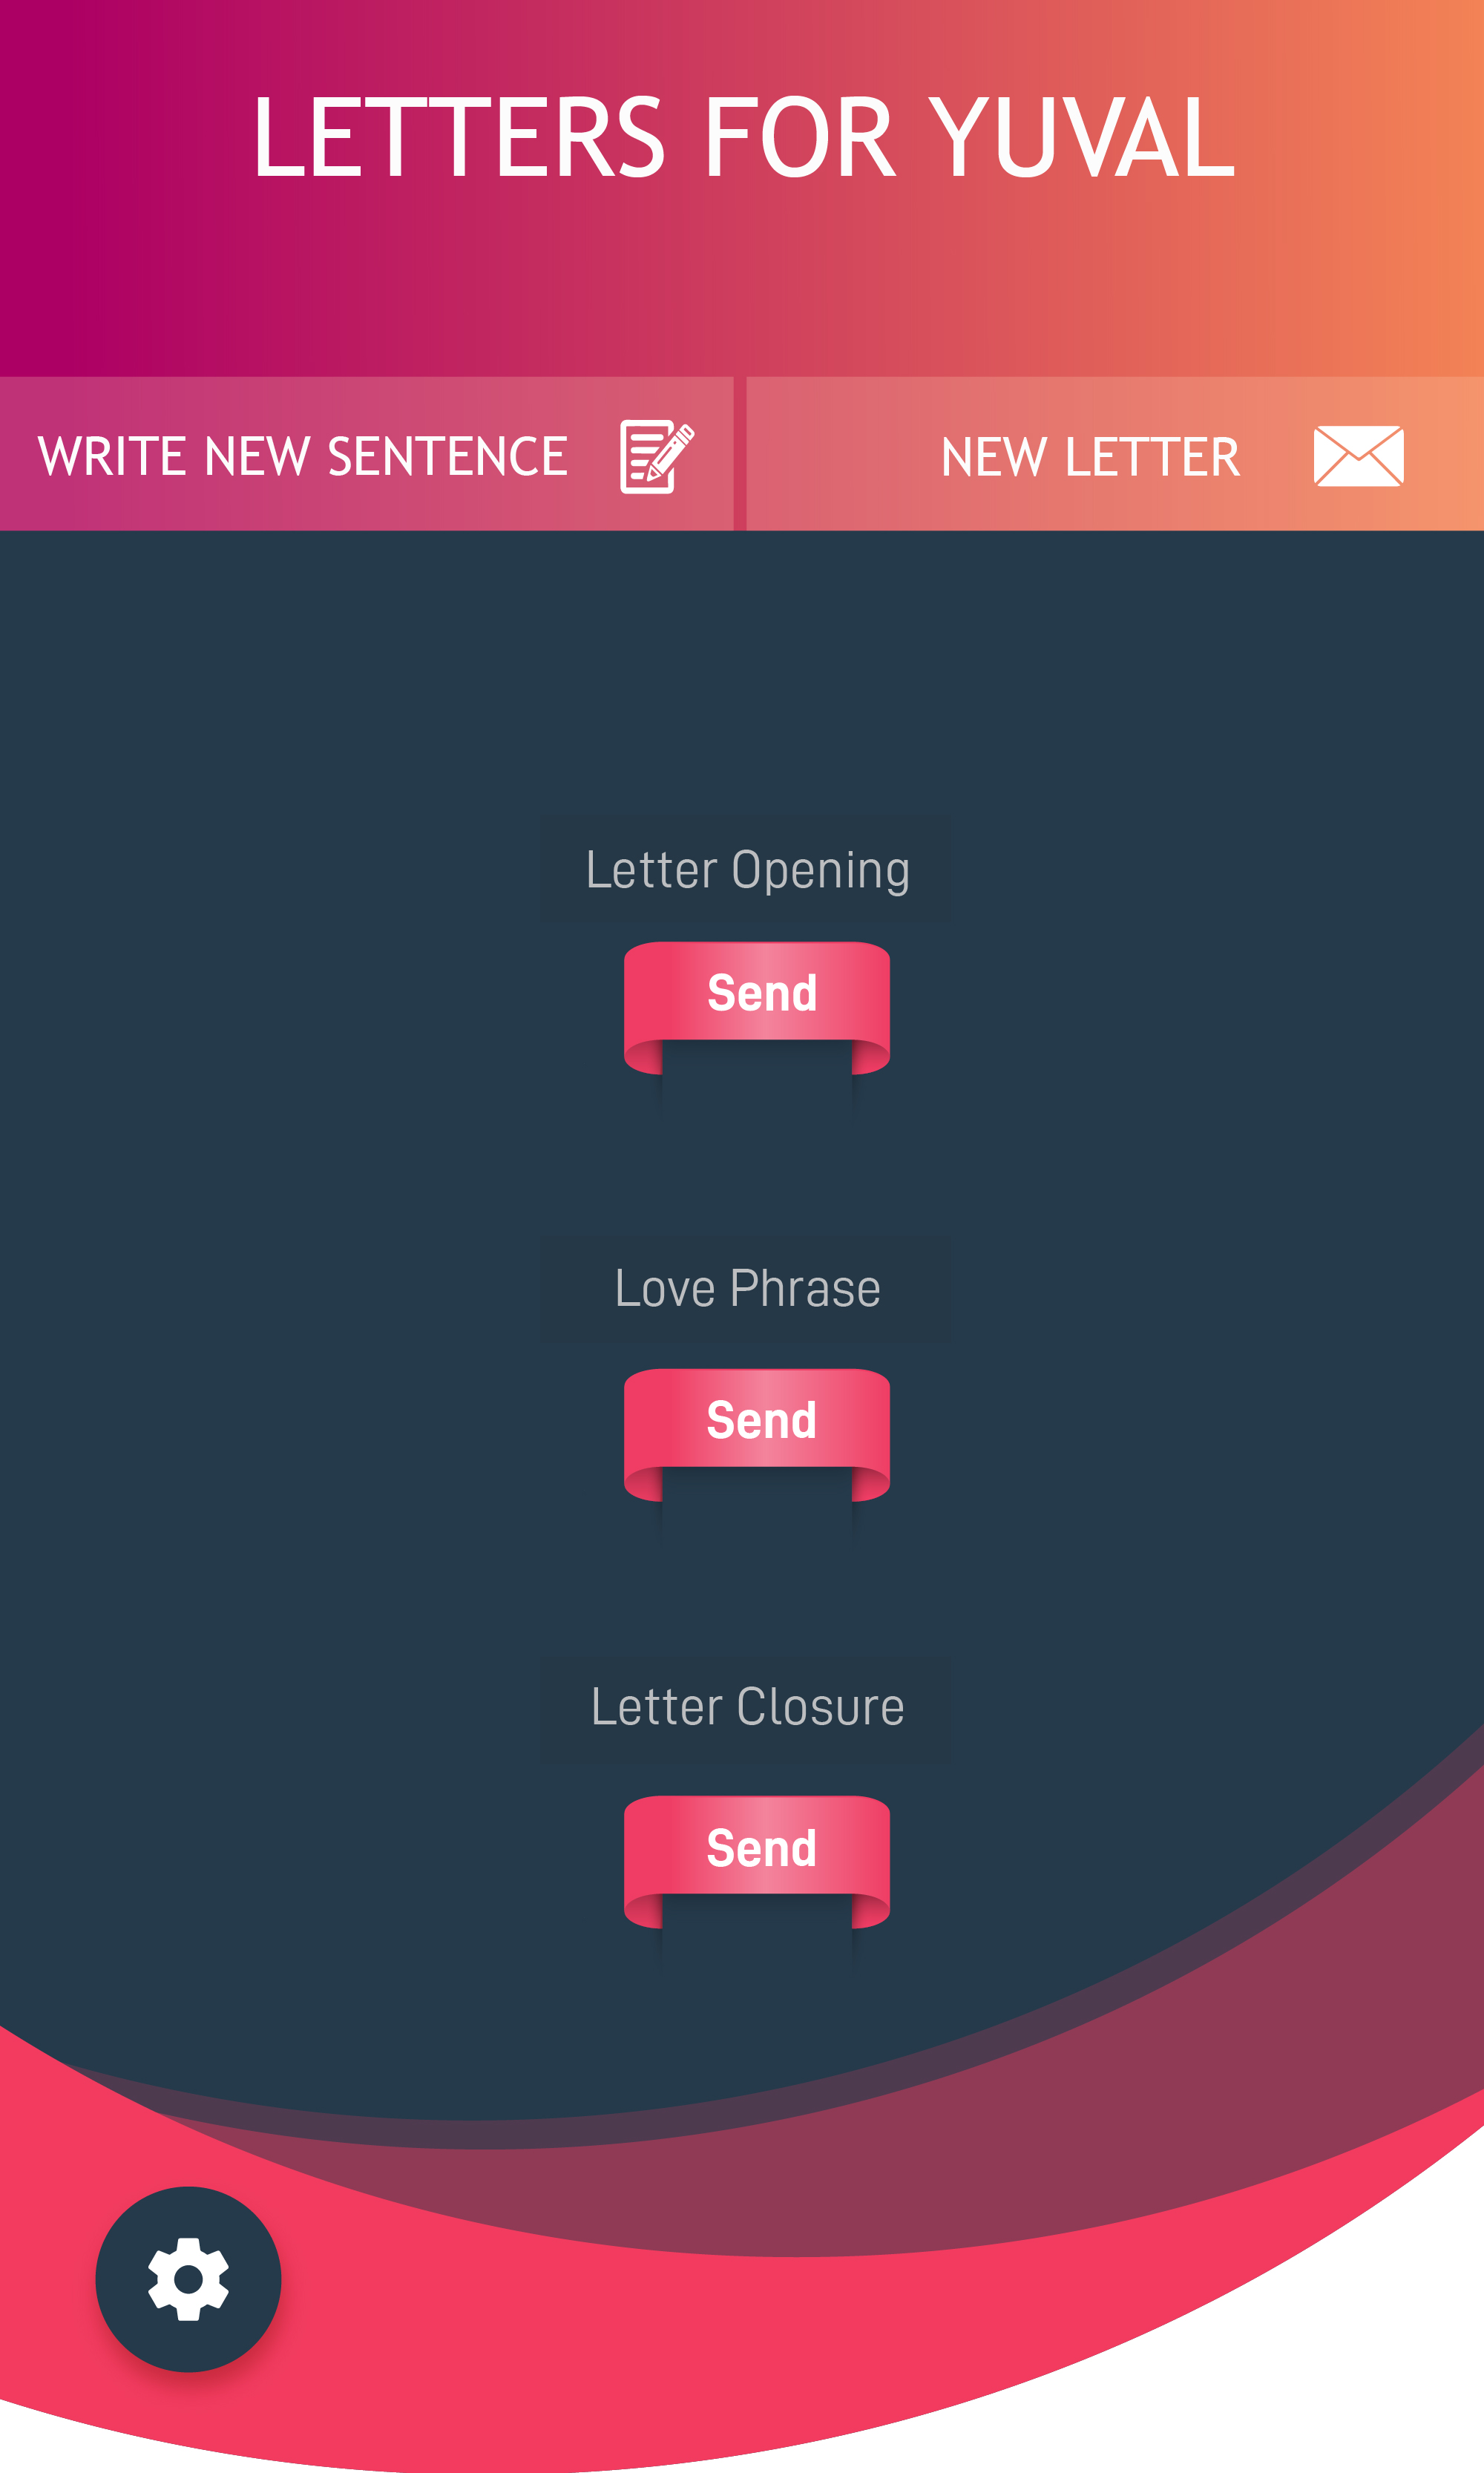 LETTERS FOR YUVAL
WRITE NEW SENTENCE
NEW LETTER
Letter Opening
Send
Love Phrase
Send
Letter Closure
Send